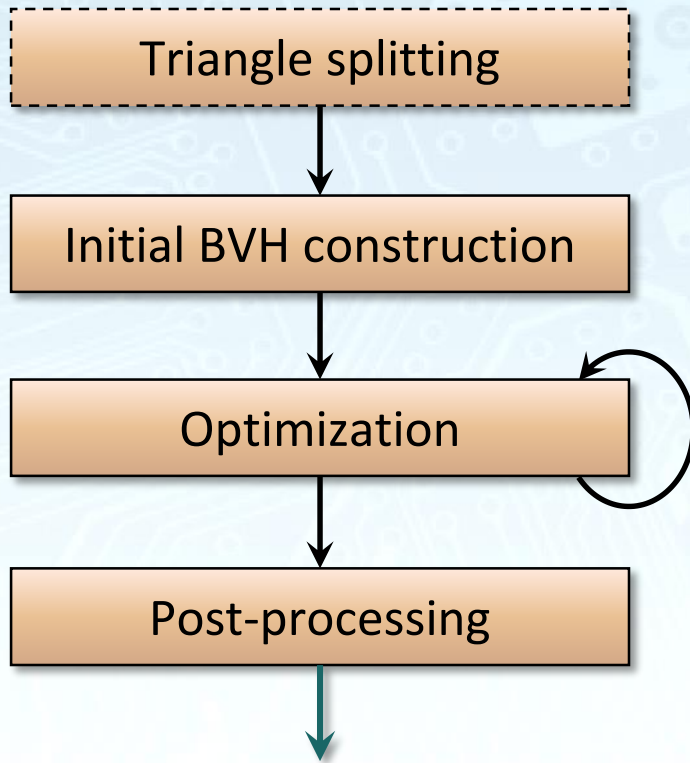 Triangle splitting
Initial BVH construction
Optimization
Post-processing